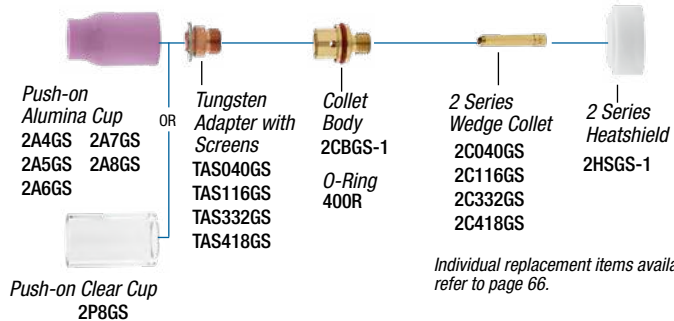 Push-on
Alumina Cup
2A4GS 2A7GS
2A5GS 2A8GS
2A6GS
OR
Push-on Clear Cup
2P8GS
Tungsten
Adapter with
Screens
TAS040GS
TAS116GS
TAS332GS
TAS418GS
Collet
Body
2CBGS-1
O-Ring
400R
2 Series
Wedge Collet
2C040GS
2C116GS
2C332GS
2C418GS
2 Series
Heatshield
2HSGS-1
Individual replacement items
refer to page 66.